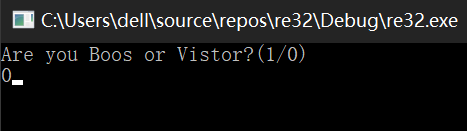 C:\Users\dell\source\repos\re32\Debug\re32.exe
Are you Boos or Vistor?(1/0)
0